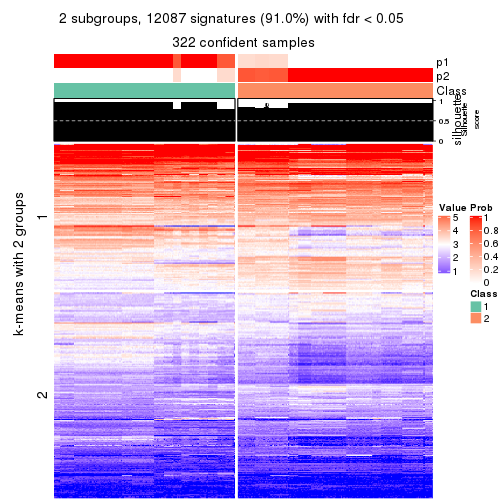 2 subgroups, 12087 signatures (91.0%) with fdr < 0.05
322 confident samples
p1
p2
Class
1
0.5
0
silhouette
Silhouette
score
k-means with 2 groups
1
2
Value
5
4
3
2
1
Prob
1
0.8
0.6
0.4
0.2
0
Class
1
2